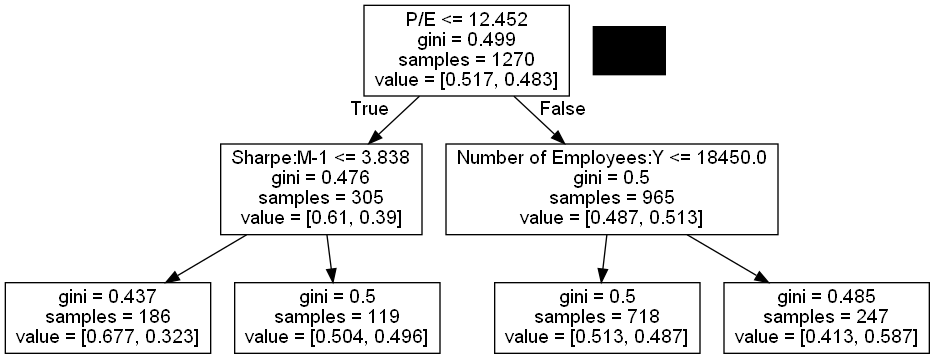 P/E <= 12.452
gini = 0.499
samples = 1270
value = [0.517, 0.483]
True
False
Sharpe:M-1 <= 3.838
gini = 0.476
samples = 305
value = [0.61, 0.39]
Number of Employees:Y <= 18450.0
gini = 0.5
samples = 965
value = [0.487, 0.513]
gini = 0.437
samples = 186
value = [0.677, 0.323]
gini = 0.5
samples = 119
value = [0.504, 0.496]
gini = 0.5
samples = 718
value = [0.513, 0.487]
gini = 0.485
samples = 247
value = [0.413, 0.587]